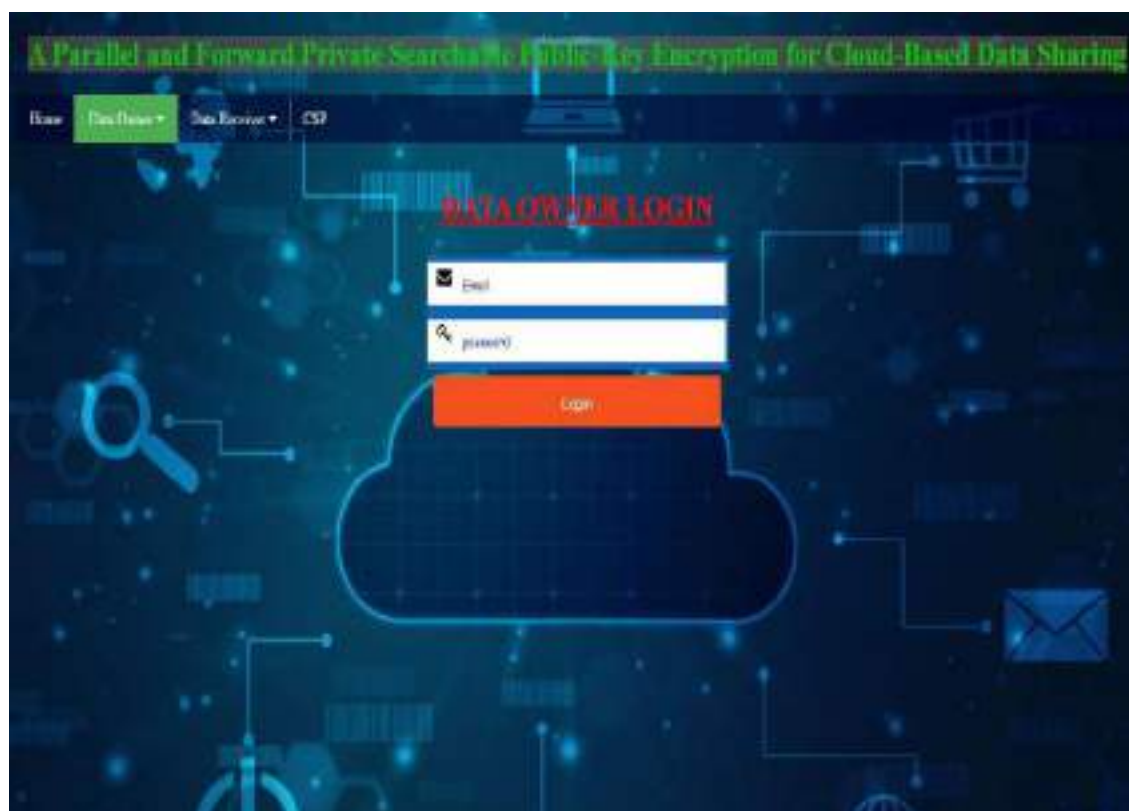 A Parallel and Forward Private Searchable Public-Key Encryption for Cloud-Based Data Sharing
Home Data Owner Data Receiver CSP
DATA OWNER LOGIN
Email
password
Login